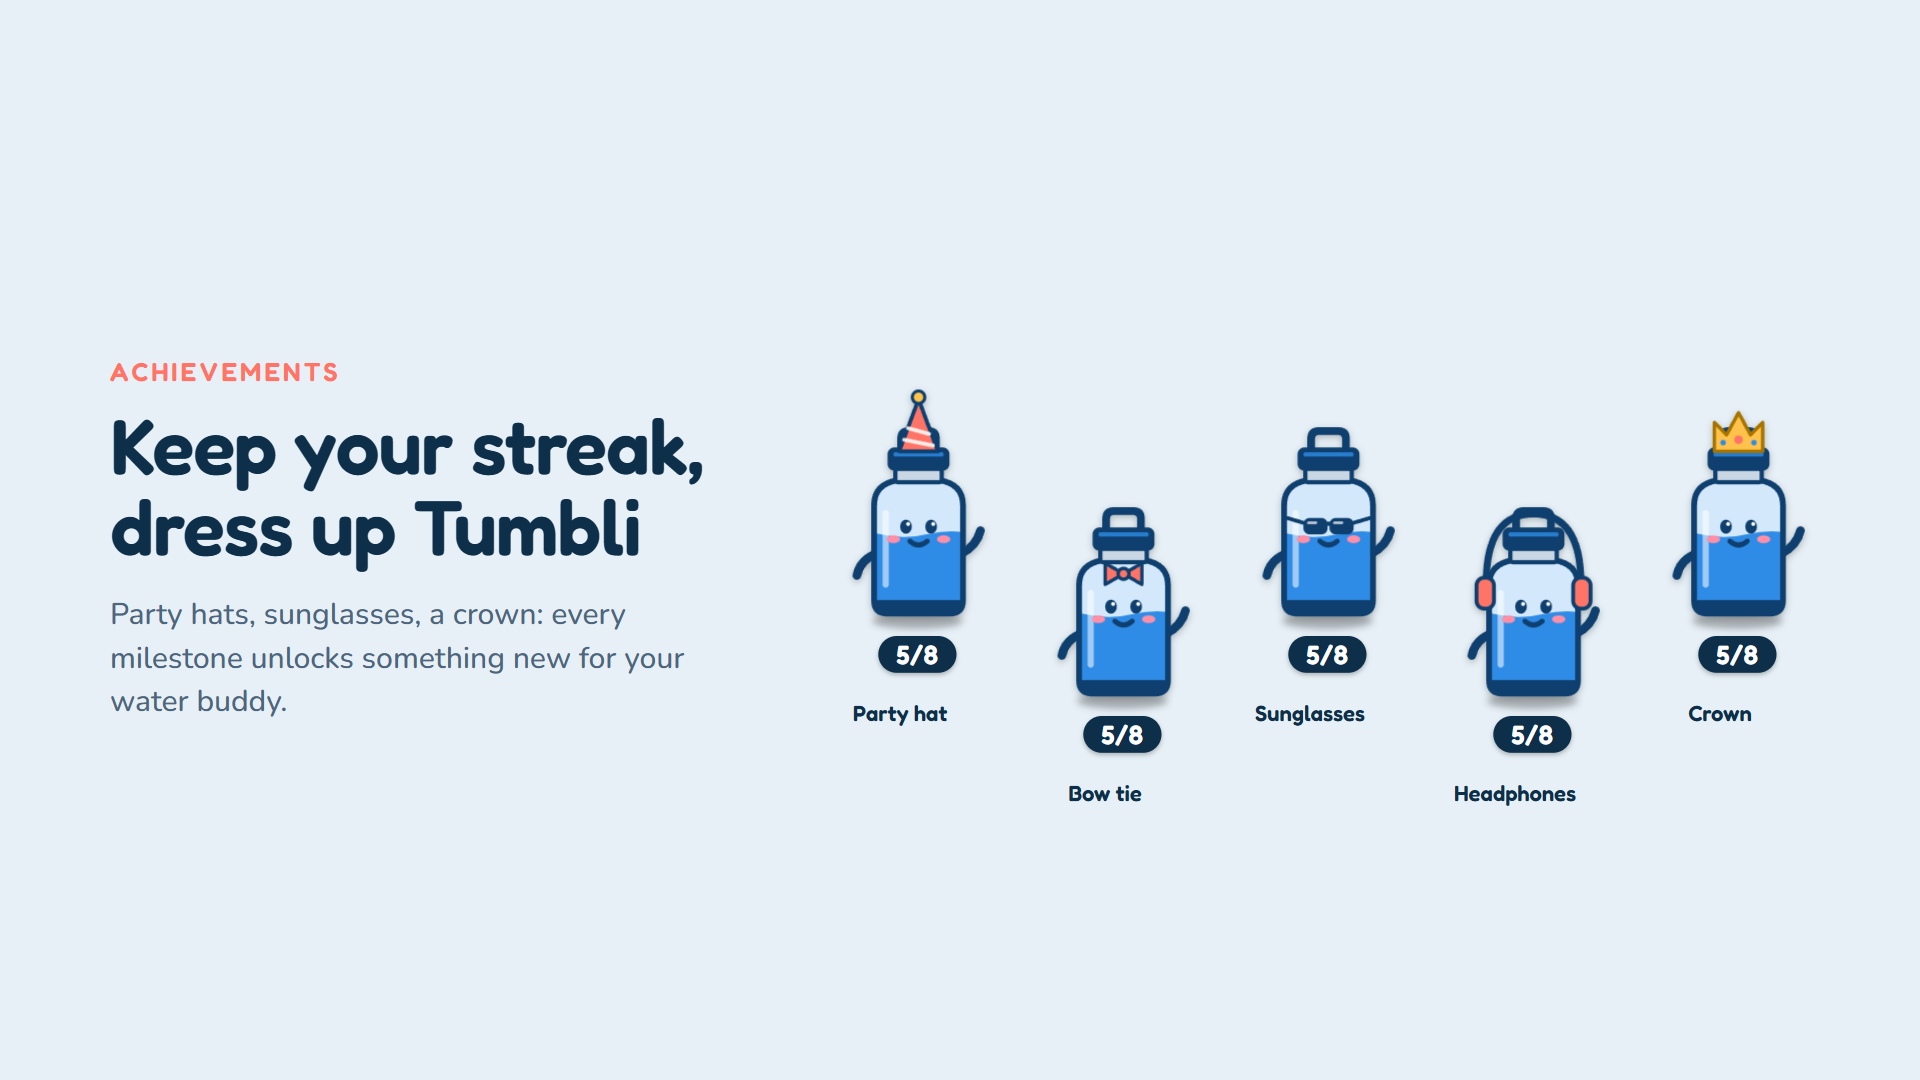 ACHIEVEMENTS
Keep your streak,
dress up Tumbli
Party hats, sunglasses, a crown: every
milestone unlocks something new for your
water buddy.
5/8
Party hat
5/8
Bow tie
5/8
Sunglasses
5/8
Headphones
5/8
Crown